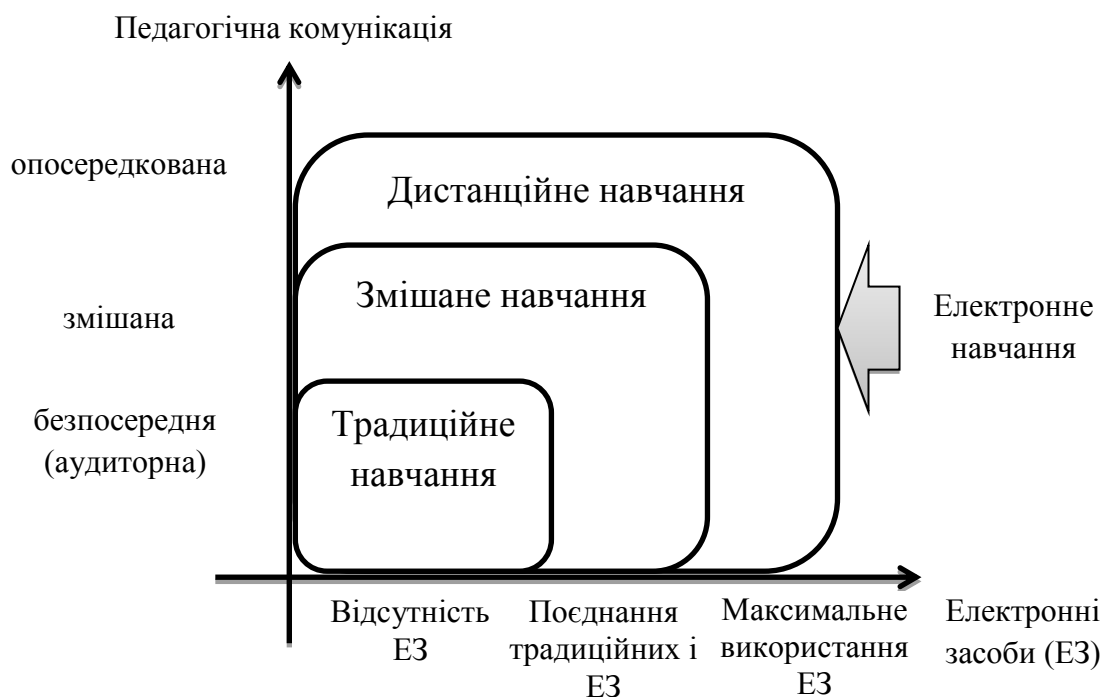 Педагогічна комунікація
опосередкована
Дистанційне навчання
Змішане навчання
змішана
Електронне
навчання
безпосередня
(аудиторна)
Традиційне
навчання
Відсутність
ЕЗ
Поєднання
традиційних і
ЕЗ
Максимальне
використання
ЕЗ
Електронні
засоби (ЕЗ)